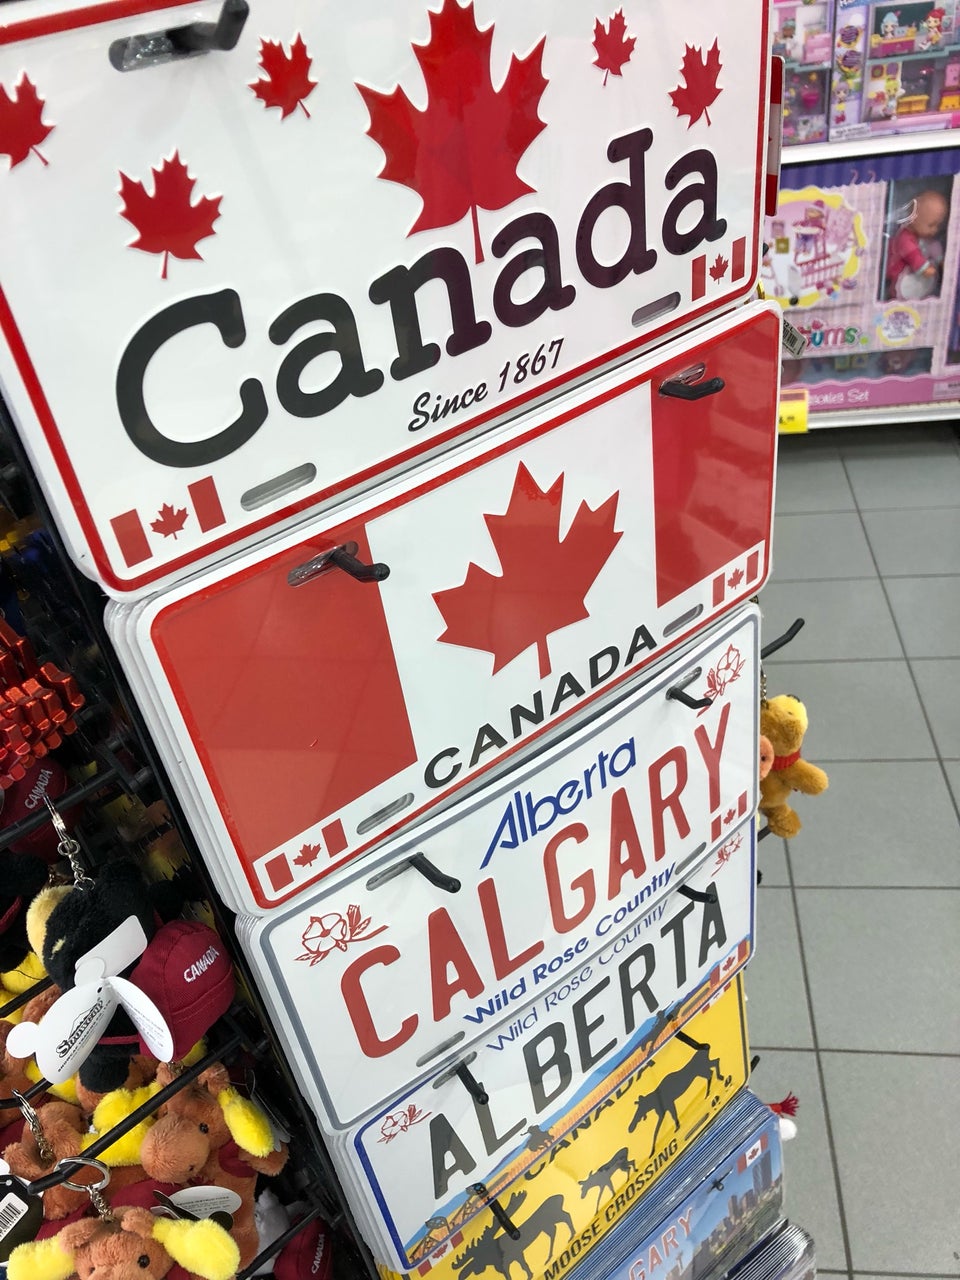 Canada
Since 1867
CANADA
Alberta
CALGARY
Wild Rose Country
Wild Rose Country
ALBERTA
CANADA
MOOSE CROSSING
GARY
CANADA
CANADA
CANADA